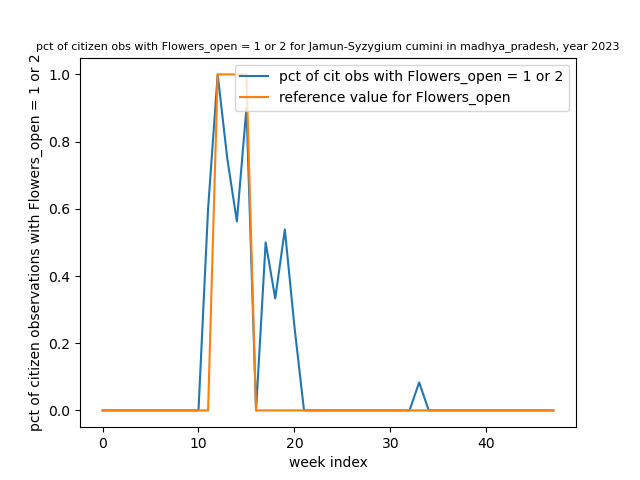 pct of citizen obs with Flowers_open = 1 or 2 for Jamun-Syzygium cumini in madhya_pradesh, year 2023
pct of citizen observations with Flowers_open = 1 or 2
1.0
0.8
0.6
0.4
0.2
0.0
pct of cit obs with Flowers_open = 1 or 2
reference value for Flowers_open
0 10 20 30 40
week index